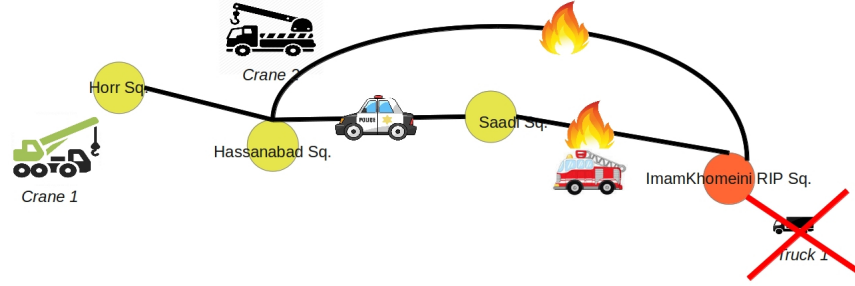 Crane 2
Horr Sq.
POLICE
Saadi Sq.
Hassanabad Sq.
ImamKhomeini RIP Sq.
Crane 1
Truck 1